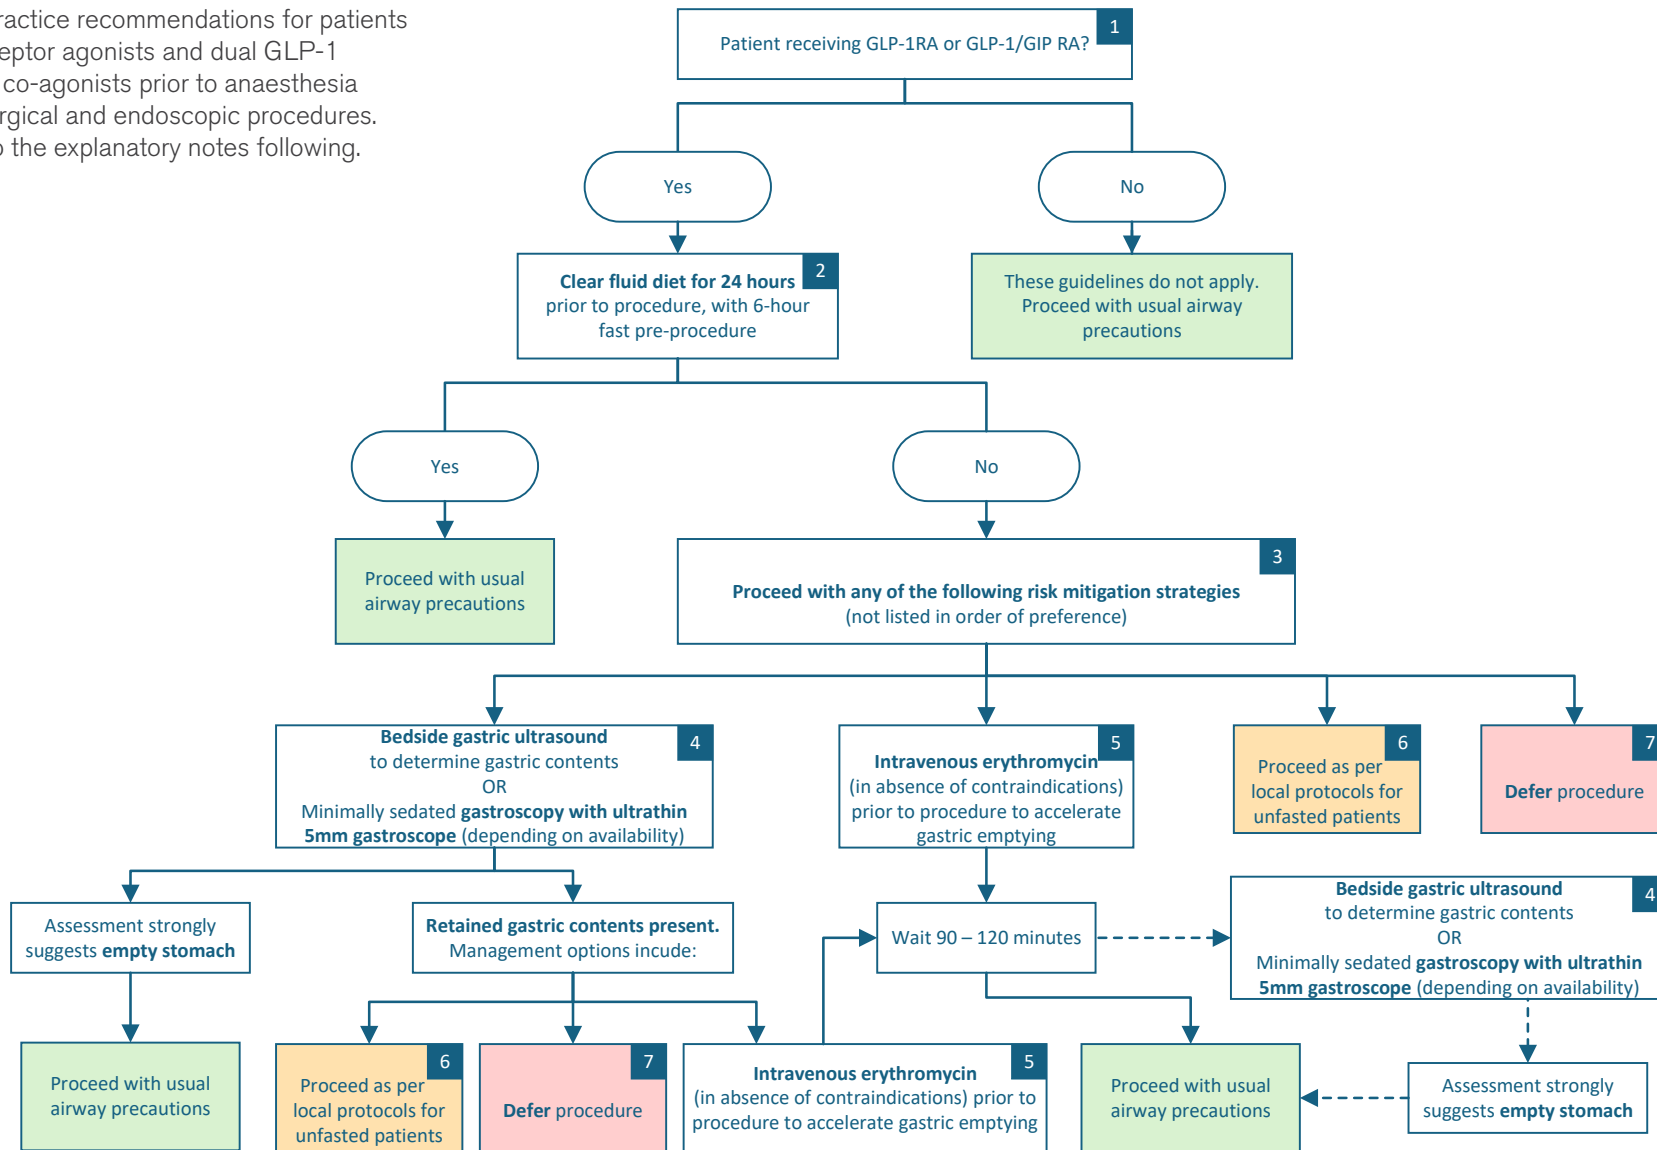 ractice recommendations for patients
eptor agonists and dual GLP-1
co-agonists prior to anaesthesia
rgical and endoscopic procedures.
o the explanatory notes following.
1
Patient receiving GLP-1RA or GLP-1/GIP RA?
Yes
No
2
Clear fluid diet for 24 hours
prior to procedure, with 6-hour
fast pre-procedure
These guidelines do not apply.
Proceed with usual airway
precautions
Yes
No
Proceed with usual
airway precautions
3
Proceed with any of the following risk mitigation strategies
(not listed in order of preference)
4
Bedside gastric ultrasound
to determine gastric contents
OR
Minimally sedated gastroscopy with ultrathin
5mm gastroscope (depending on availability)
5
Intravenous erythromycin
(in absence of contraindications)
prior to procedure to accelerate
gastric emptying
6
Proceed as per
local protocols for
unfasted patients
7
Defer procedure
Assessment strongly
suggests empty stomach
Retained gastric contents present.
Management options incude:
Wait 90 – 120 minutes
4
Bedside gastric ultrasound
to determine gastric contents
OR
Minimally sedated gastroscopy with ultrathin
5mm gastroscope (depending on availability)
Proceed with usual
airway precautions
6
Proceed as per
local protocols for
unfasted patients
7
Defer procedure
5
Intravenous erythromycin
(in absence of contraindications) prior to
procedure to accelerate gastric emptying
Proceed with usual
airway precautions
Assessment strongly
suggests empty stomach